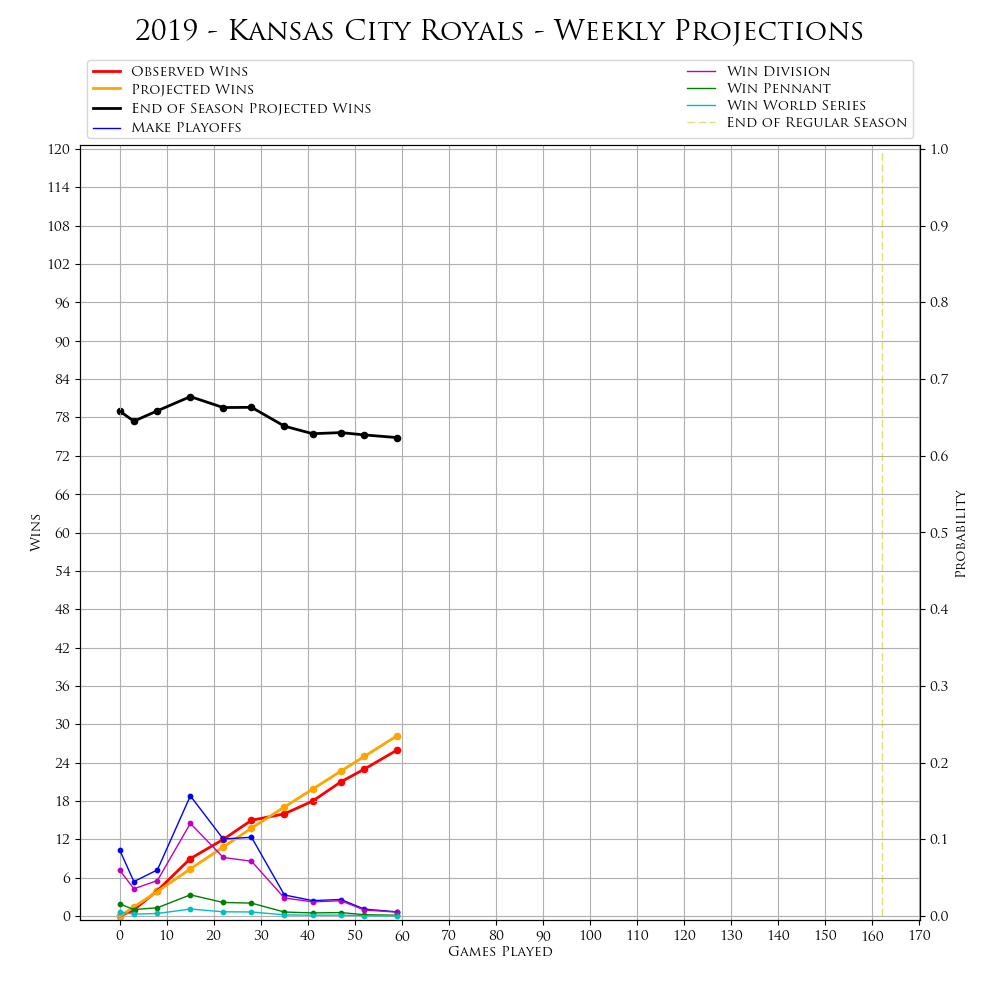 2019 - Kansas City Royals - Weekly Projections
Observed Wins
Projected Wins
End of Season Projected Wins
Make Playoffs
Win Division
Win Pennant
Win World Series
End of Regular Season
120
114
108
102
96
90
84
78
72
66
60
54
48
42
36
30
24
18
12
6
0
Wins
1.0
0.9
0.8
0.7
0.6
0.5
0.4
0.3
0.2
0.1
0.0
Probability
0 10 20 30 40 50 60 70 80 90 100 110 120 130 140 150 160 170
Games Played